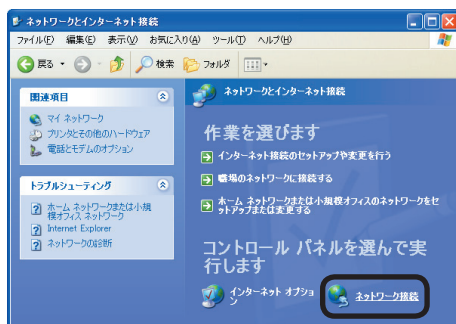 ネットワークとインターネット接続
ファイル(F) 編集(E) 表示(V) お気に入り(A) ツール(T) ヘルプ(H)
戻る 検索 フォルダ
関連項目
マイ ネットワーク
プリンタとその他のハードウェア
電話とモデムのオプション
トラブルシューティング
ホーム ネットワークまたは小規
模オフィス ネットワーク
Internet Explorer
ネットワークの診断
ネットワークとインターネット接続
作業を選びます
インターネット接続のセットアップや変更を行う
職場のネットワークに接続する
ホーム ネットワークまたは小規模オフィスのネットワークをセ
ットアップまたは変更する
コントロール パネルを選んで実
行します
インターネット オプショ
ン
ネットワーク接続